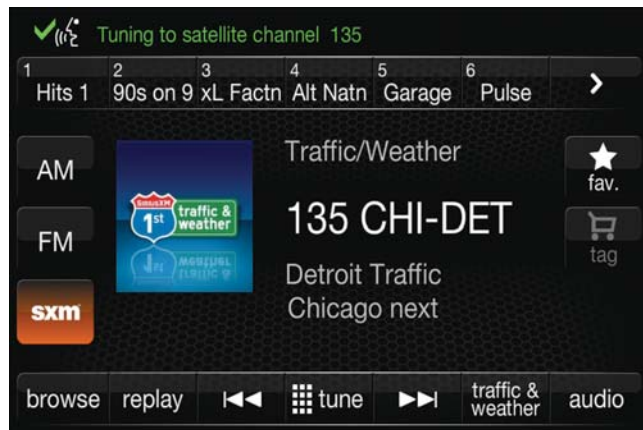 Tuning to satellite channel 135
1 2 3 4 5 6
Hits 1 90s on 9 xL Factn Alt Natn Garage Pulse
AM
FM
sxm
SiriusXM
1st
traffic &
weather
Traffic/Weather
135 CHI-DET
Detroit Traffic
Chicago next
fav.
tag
browse replay tune traffic & weather audio